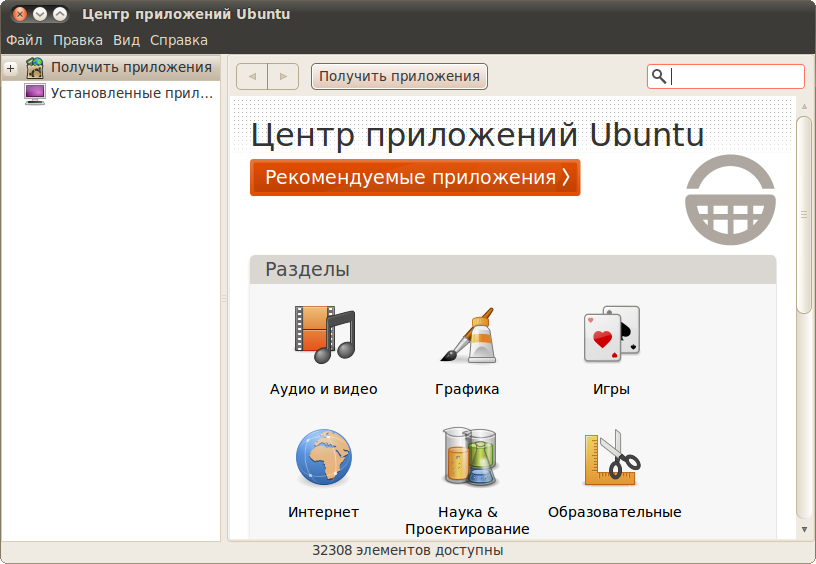 Центр приложений Ubuntu
Файл Правка Вид Справка
Получить приложения
Установленные прил...
Получить приложения
Центр приложений Ubuntu
Рекомендуемые приложения
Разделы
Аудио и видео
Графика
Игры
Интернет
Наука &
Проектирование
Образовательные
32308 элементов доступны